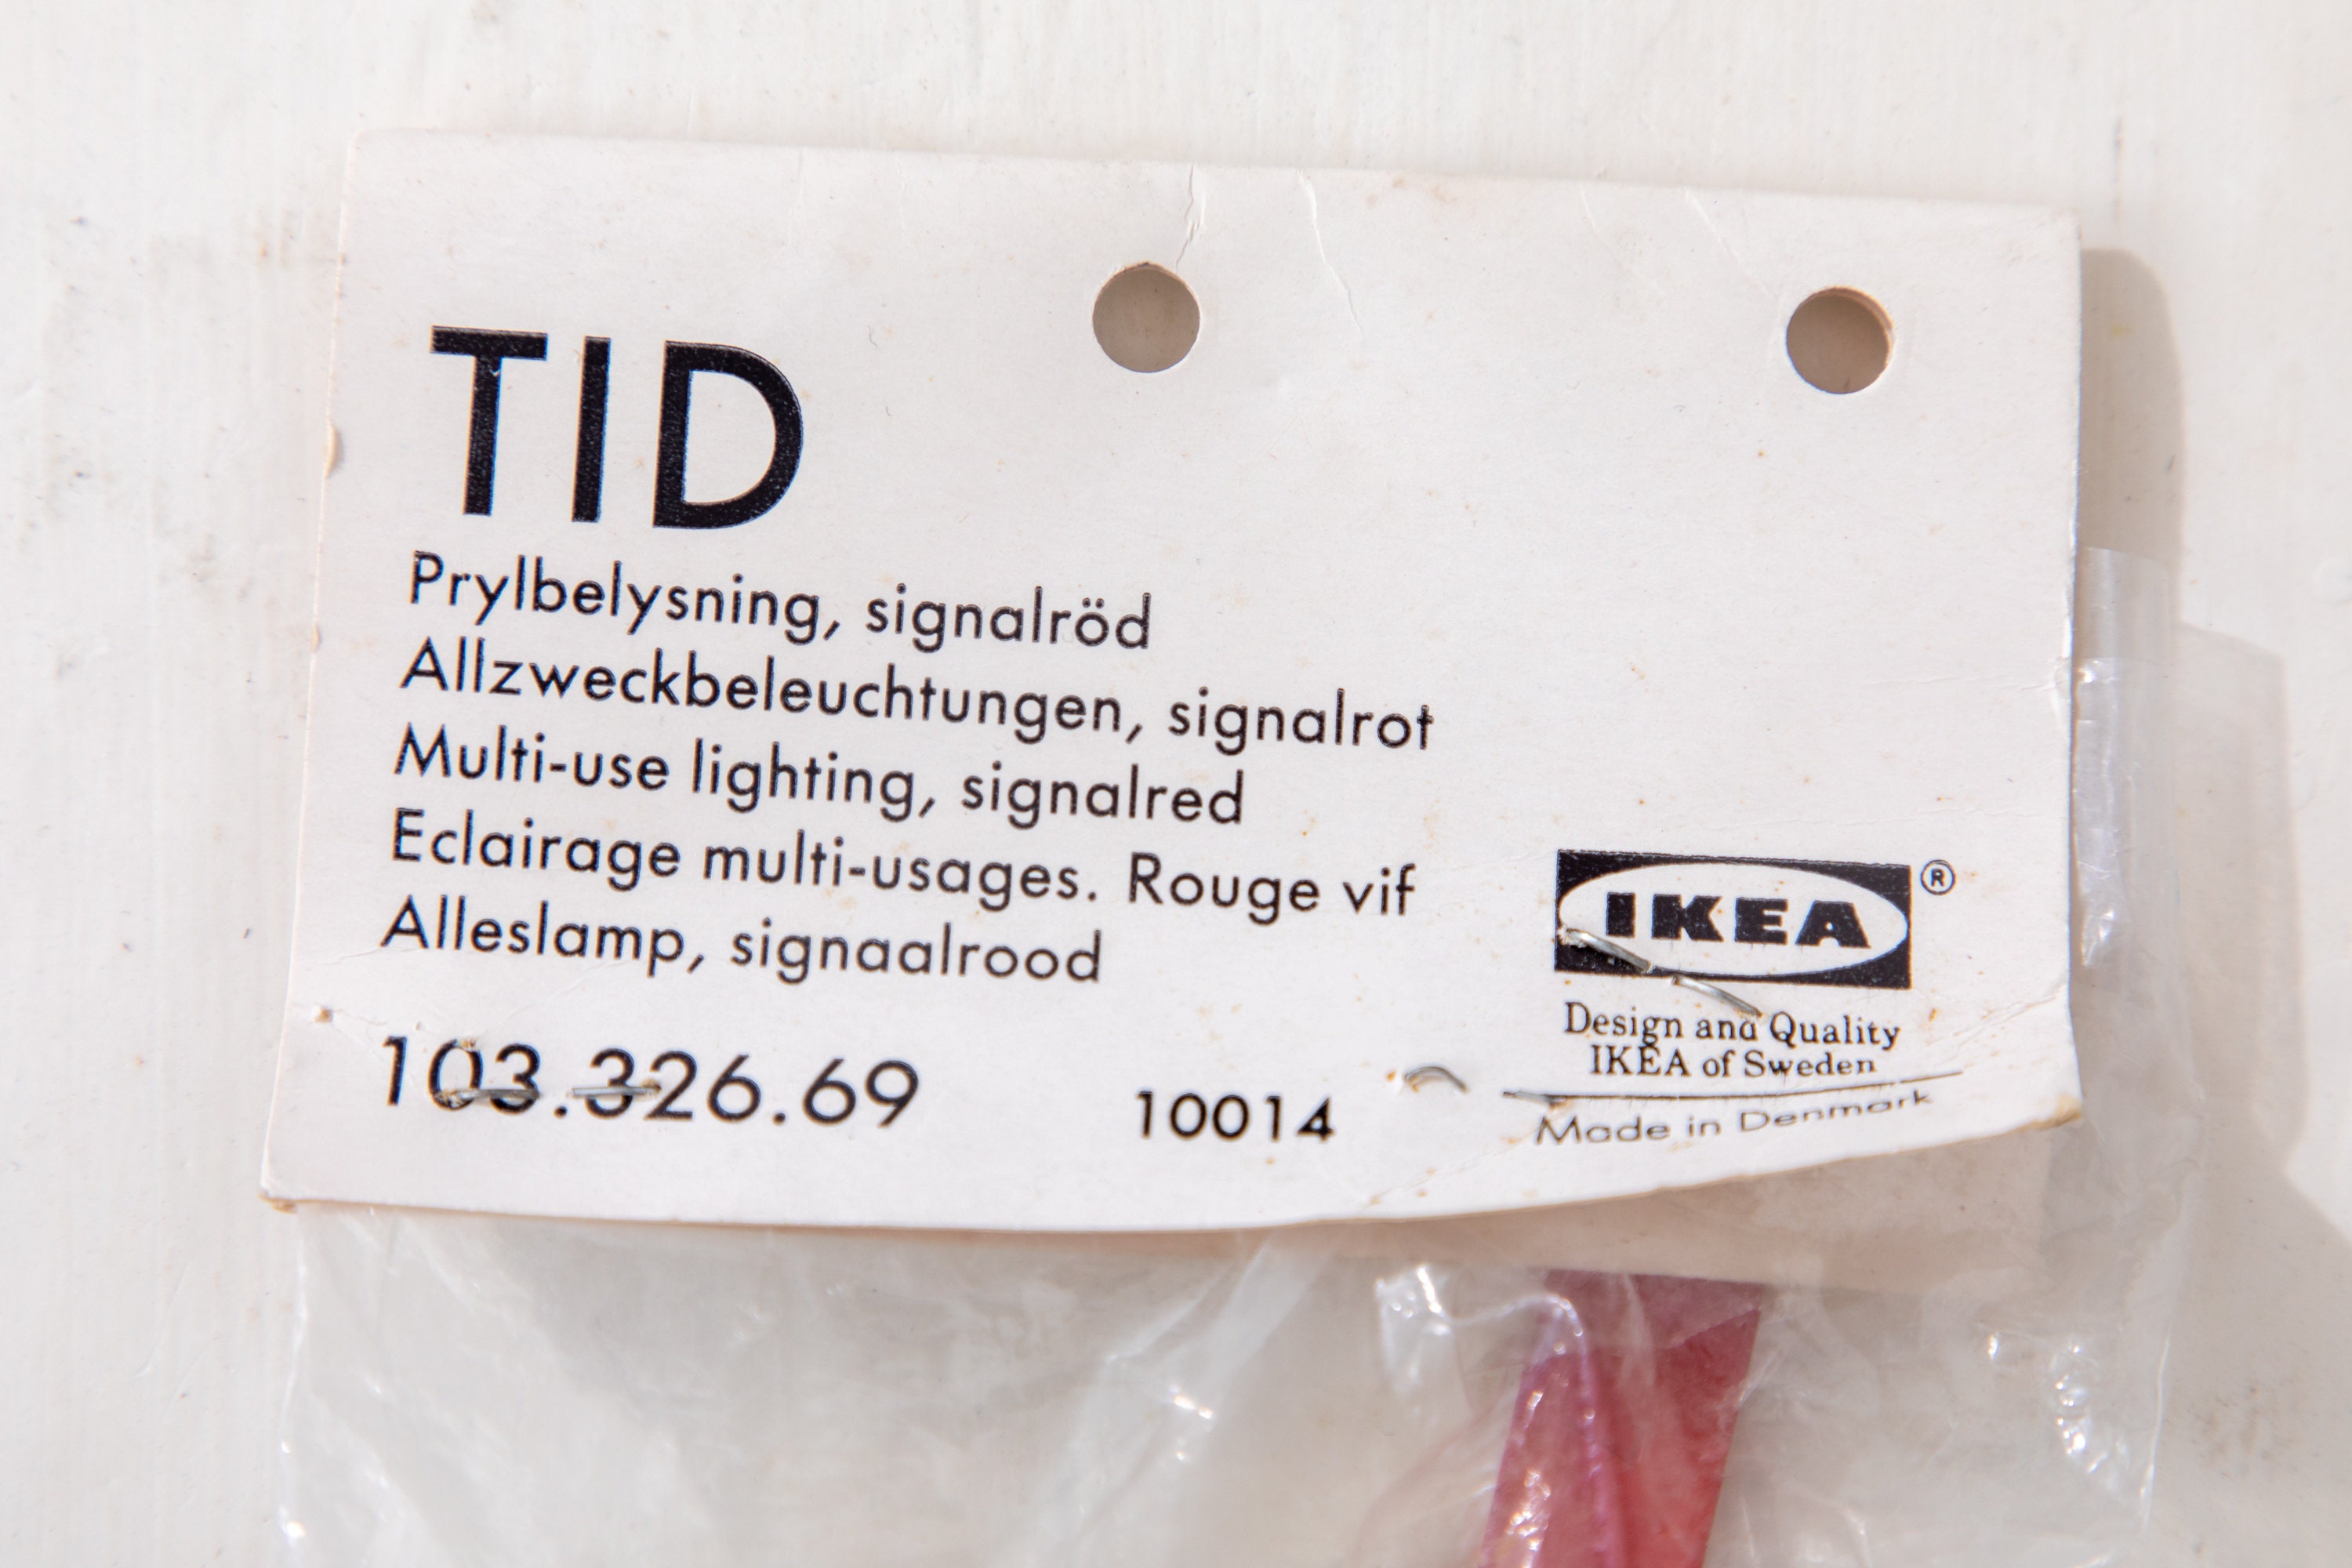 TID
Prylbelysning, signalröd
Allzweckbeleuchtungen, signalrot
Multi-use lighting, signalred
Eclairage multi-usages. Rouge vif
Alleslamp, signaalrood
103.326.69
10014
IKEA®
Design and Quality
IKEA of Sweden
Made in Denmark